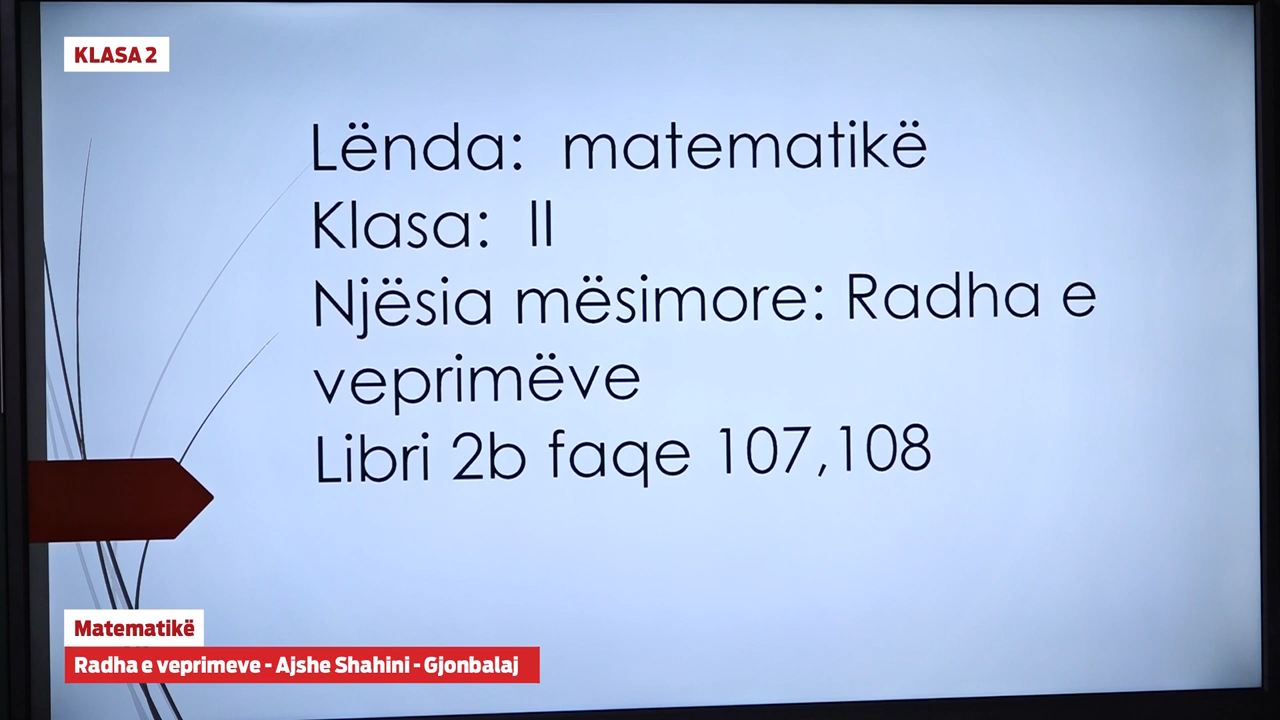 KLASA 2
Lënda: matematikë
Klasa: II
Njësia mësimore: Radha e
veprimëve
Libri 2b faqe 107,108
Matematikë
Radha e veprimeve - Ajshe Shahini - Gjonbalaj